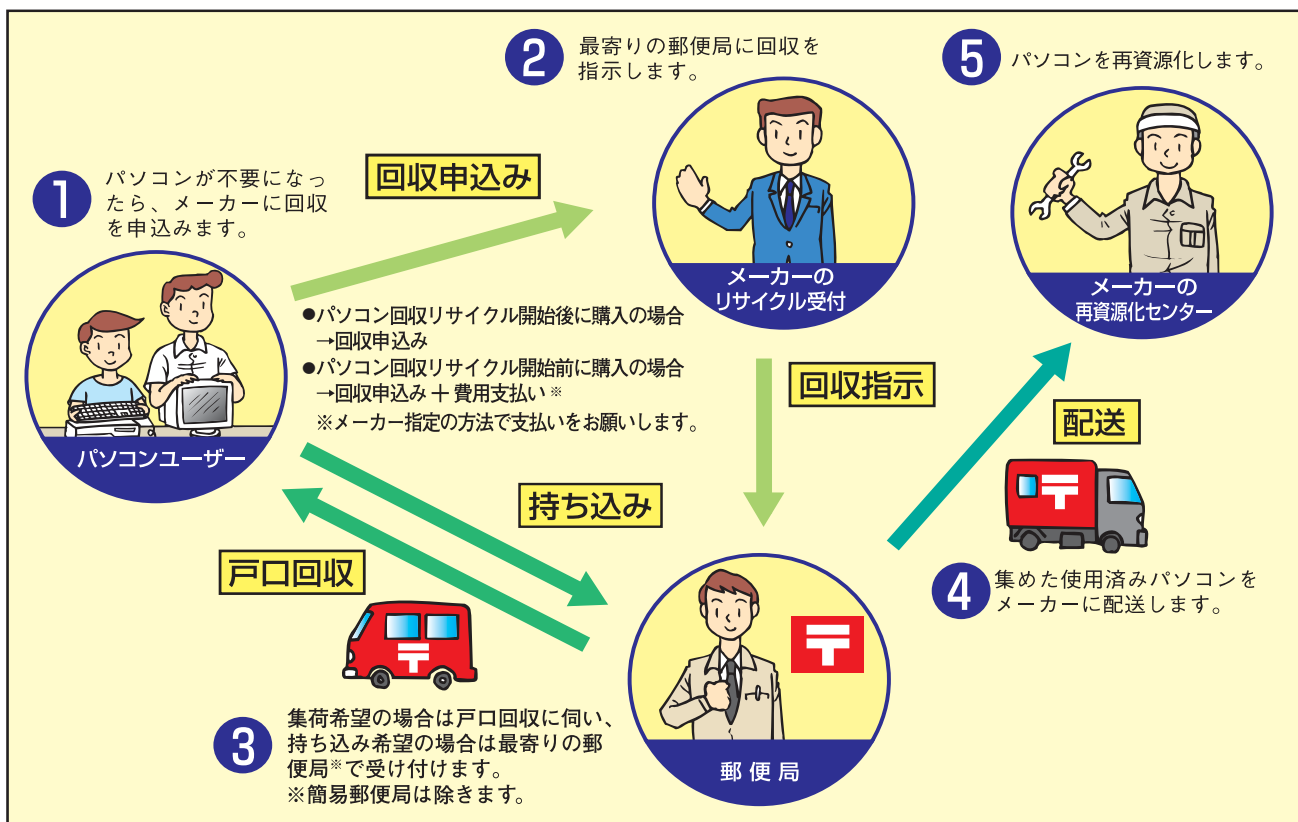 1
パソコンが不要になっ
たら、メーカーに回収
を申込みます。
パソコンユーザー
回収申込み
●パソコン回収リサイクル開始後に購入の場合
→回収申込み
●パソコン回収リサイクル開始前に購入の場合
→回収申込み＋費用支払い※
※メーカー指定の方法で支払いをお願いします。
2
最寄りの郵便局に回収を
指示します。
メーカーの
リサイクル受付
回収指示
持ち込み
戸口回収
3
集荷希望の場合は戸口回収に伺い、
持ち込み希望の場合は最寄りの郵
便局※で受け付けます。
※簡易郵便局は除きます。
〒
〒
郵便局
4
集めた使用済みパソコンを
メーカーに配送します。
配送
〒
5
パソコンを再資源化します。
メーカーの
再資源化センター